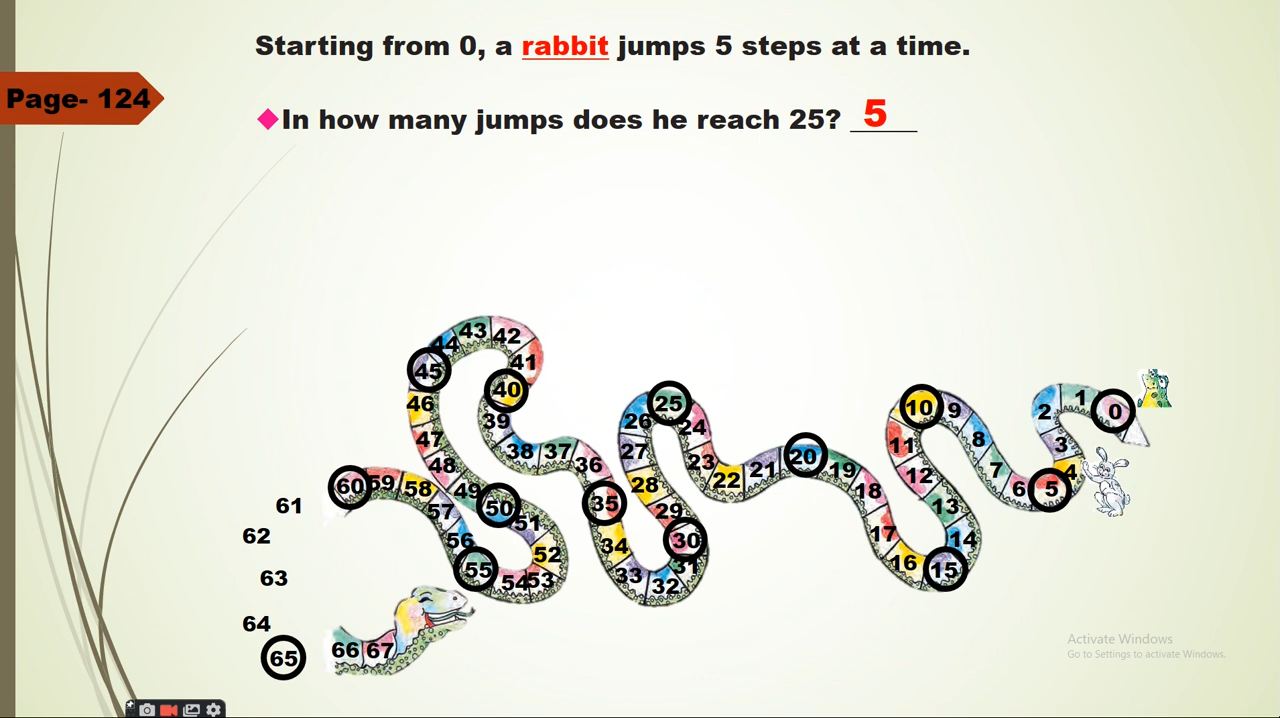 Starting from 0, a rabbit jumps 5 steps at a time.
Page- 124
◆In how many jumps does he reach 25? 5
43 42
44 41
45 40
46 39
47 38 37 36
48 35
60 59 58 49 50
57 51
56 52
55 54 53
61
62
63
64
65
66 67
34 33 32 31 30
29 28 27 26 25
24 23 22 21 20
19 18 17 16 15
14 13 12 11 10
9 8 7 6 5
4 3 2 1 0
Activate Windows
Go to Settings to activate Windows.